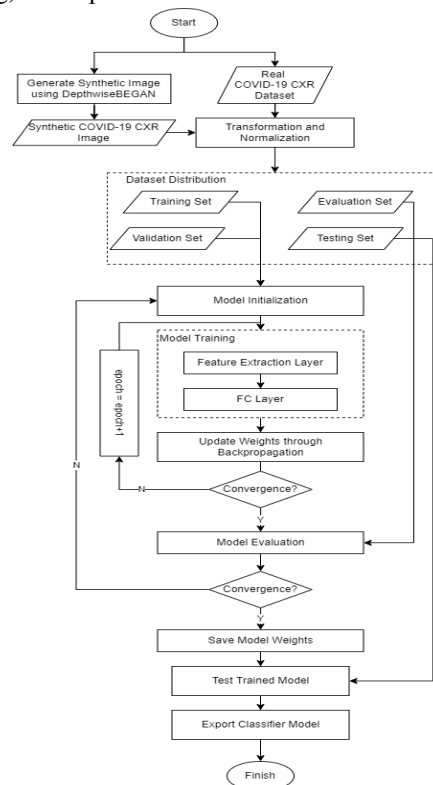 Start
Generate Synthetic Image
using DepthwiseBEGAN
Real
COVID-19 CXR
Dataset
Synthetic COVID-19 CXR
Image
Transformation and
Normalization
Dataset Distribution
Training Set
Evaluation Set
Validation Set
Testing Set
Model Initialization
Model Training
Feature Extraction Layer
FC Layer
epoch = epoch+1
Update Weights through
Backpropagation
N
N
Convergence?
Y
Model Evaluation
Convergence?
Y
Save Model Weights
Test Trained Model
Export Classifier Model
Finish